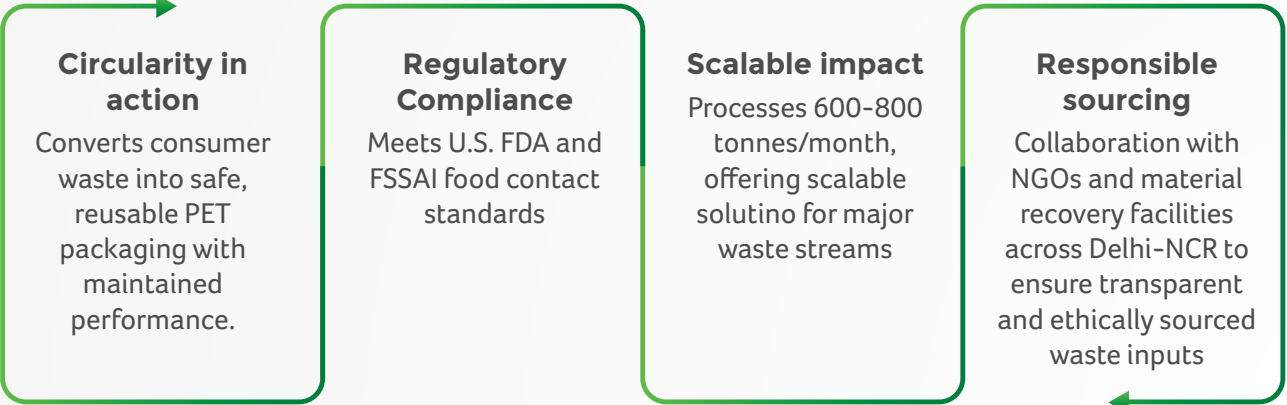 Circularity in
action
Converts consumer
waste into safe,
reusable PET
packaging with
maintained
performance.
Regulatory
Compliance
Meets U.S. FDA and
FSSAI food contact
standards
Scalable impact
Processes 600-800
tonnes/month,
offering scalable
solutino for major
waste streams
Responsible
sourcing
Collaboration with
NGOs and material
recovery facilities
across Delhi-NCR to
ensure transparent
and ethically sourced
waste inputs